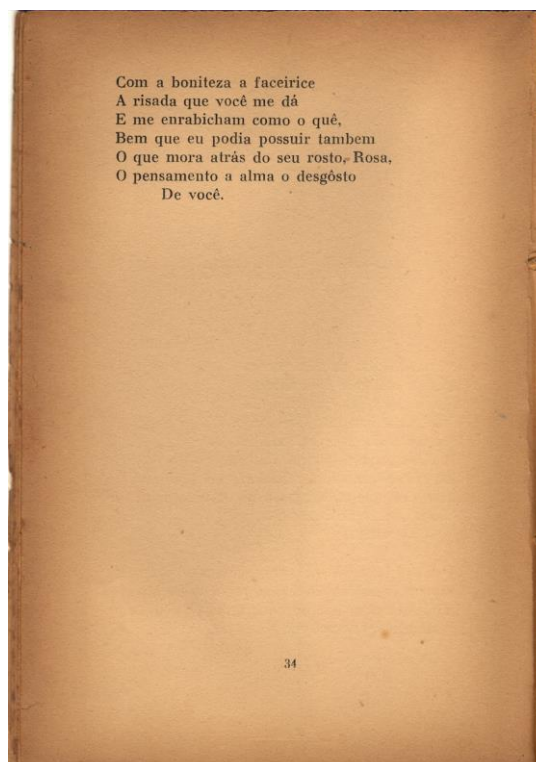 Com a boniteza a faceirice
A risada que você me dá
E me enrabicham como o quê,
Bem que eu podia possuir tambem
O que mora atrás do seu rosto, Rosa,
O pensamento a alma o desgôsto
De você.
34